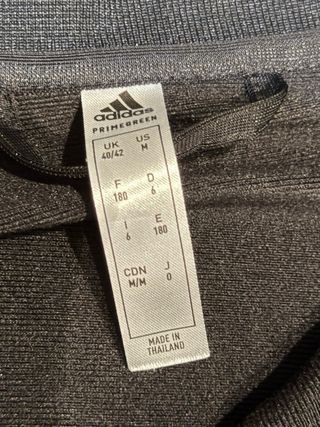 adidas
PRIMEGREEN
UK US
40/42 M
F D
180 6
I E
6 180
CDN J
M/M O
MADE IN
THAILAND